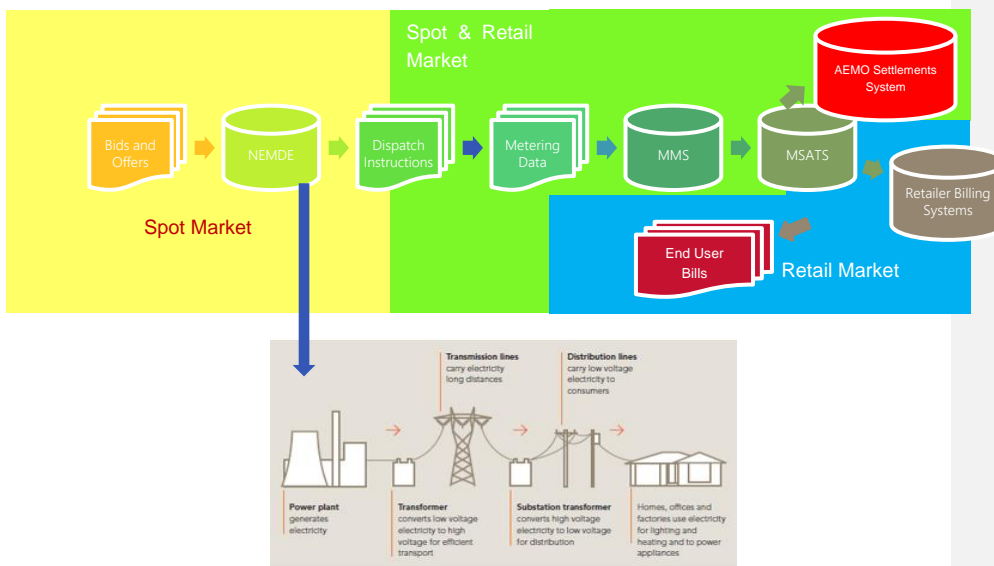 Spot & Retail
Market
AEMO Settlements
System
Bids and
Offers
NEMDE
Dispatch
Instructions
Metering
Data
MMS
MSATS
Retailer Billing
Systems
Spot Market
End User
Bills
Retail Market
Transmission lines
carry electricity
long distances
Distribution lines
carry low voltage
electricity to
consumers
Power plant
generates
electricity
Transformer
converts low voltage
electricity to high
voltage for efficient
transport
Substation transformer
converts high voltage
electricity to low voltage
for distribution
Homes, offices and
factories use electricity
for lighting and
heating and to power
appliances